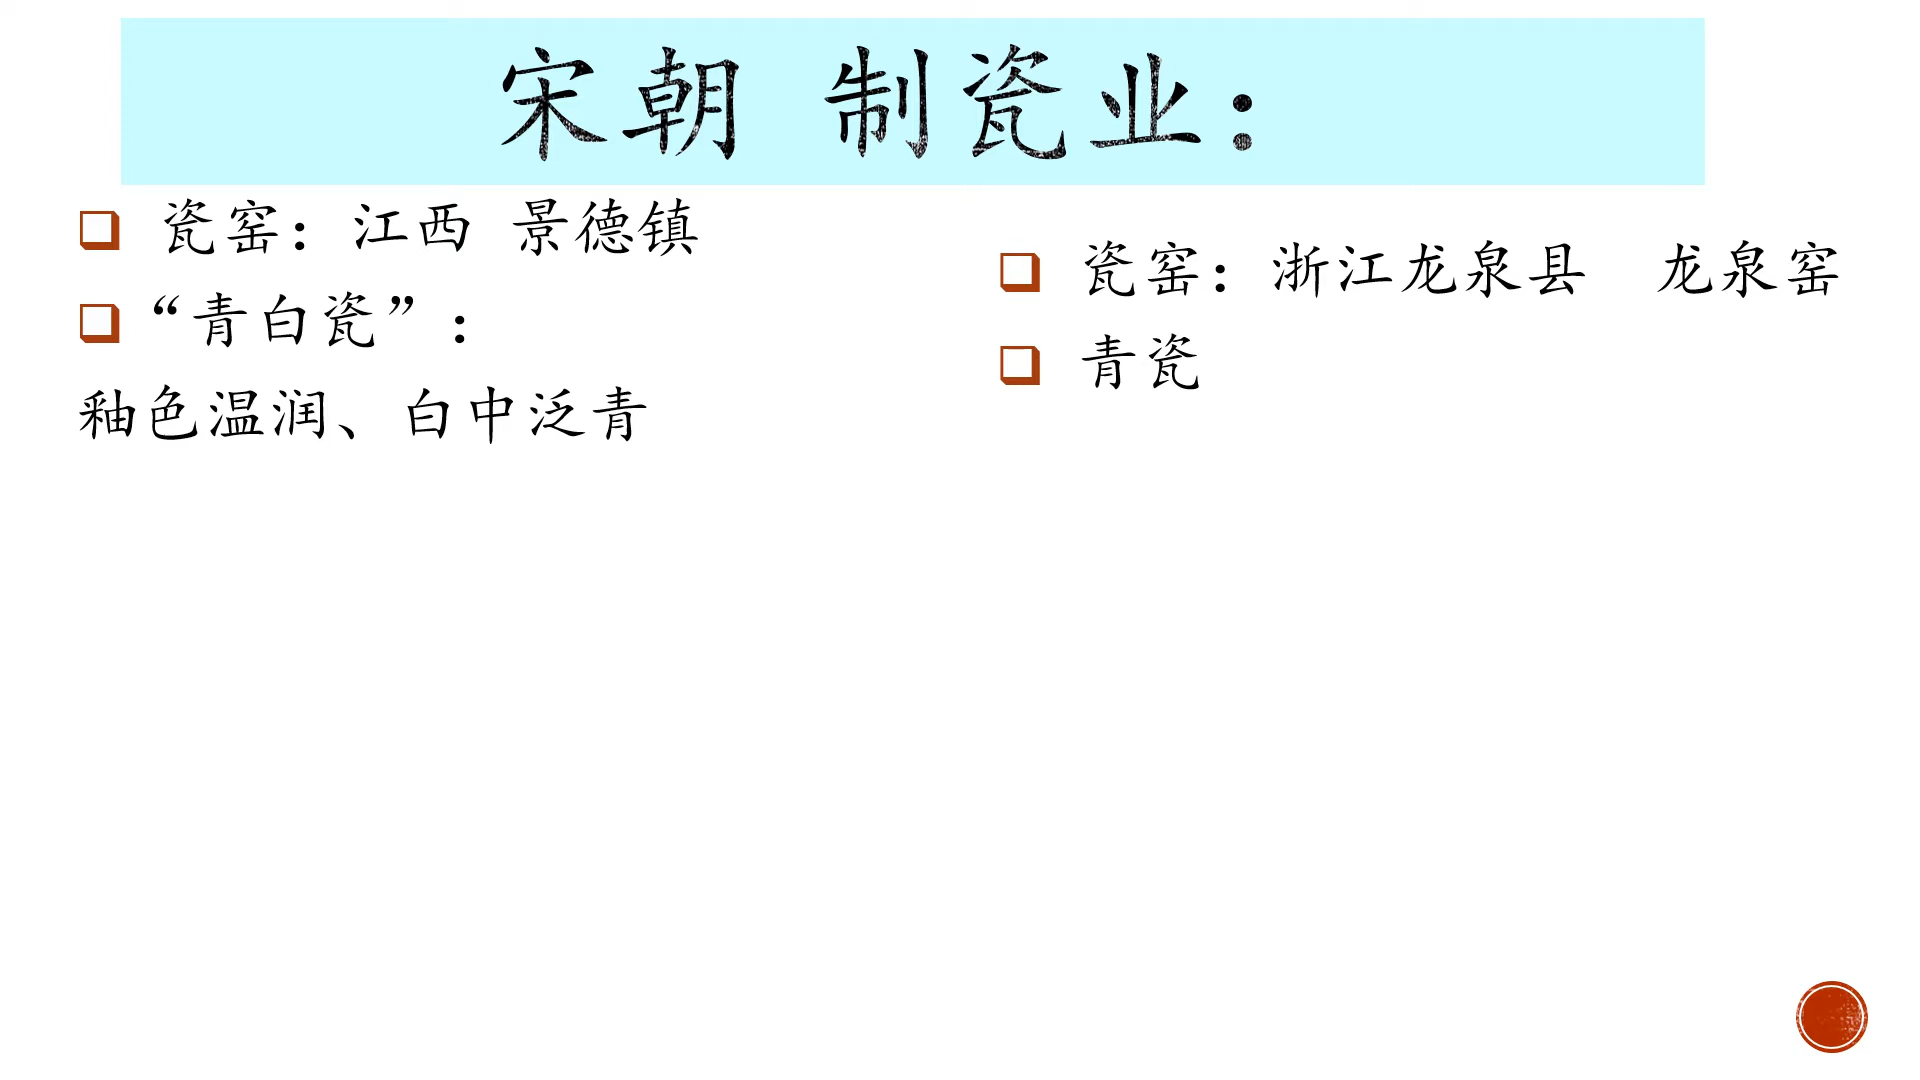 宋朝 制瓷业：
瓷窑：江西 景德镇
“青白瓷”：
釉色温润、白中泛青
瓷窑：浙江龙泉县 龙泉窑
青瓷